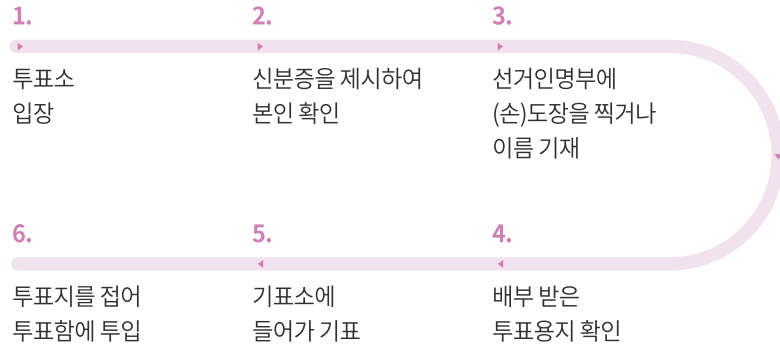 1.
투표소
입장
2.
신분증을 제시하여
본인 확인
3.
선거인명부에
(손)도장을 찍거나
이름 기재
4.
배부 받은
투표용지 확인
5.
기표소에
들어가 기표
6.
투표지를 접어
투표함에 투입